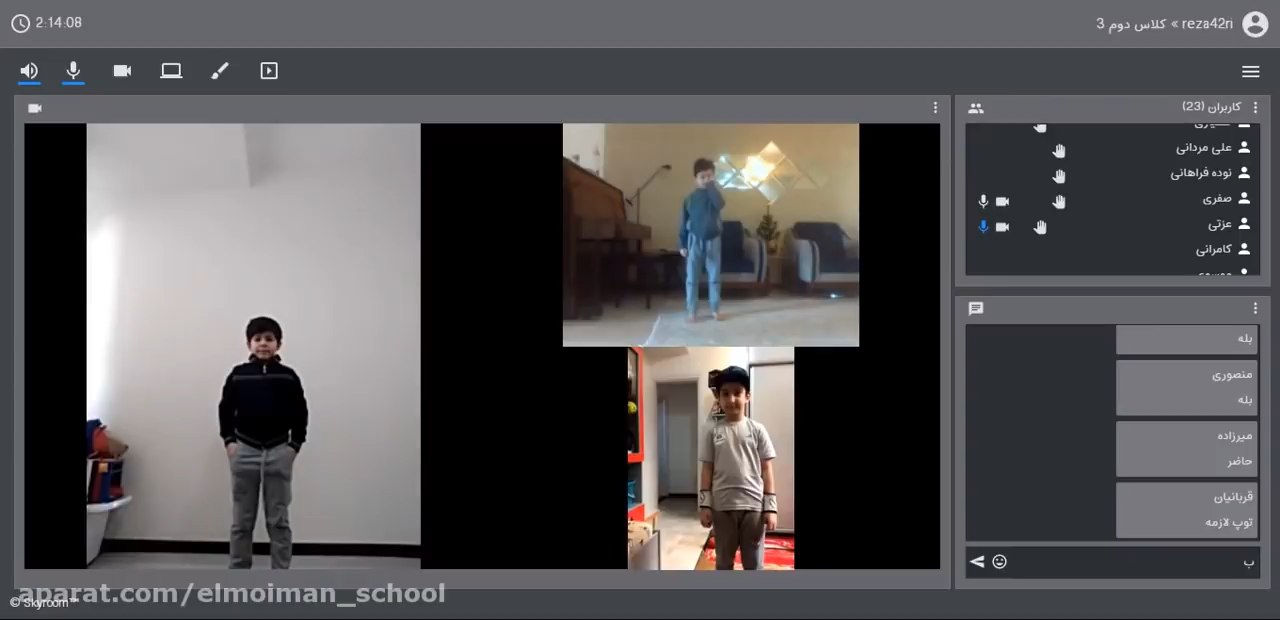 2:14:08
reza42ri » کلاس دوم 3
کاربران (23)
علی مردانی
نوده فراهانی
صفری
عزتی
کامرانی
بله
منصوری
بله
میرزاده
حاضر
قربانیان
توپ لازمه
ب
aparat.com/elmoiman_school
© Skyroom™